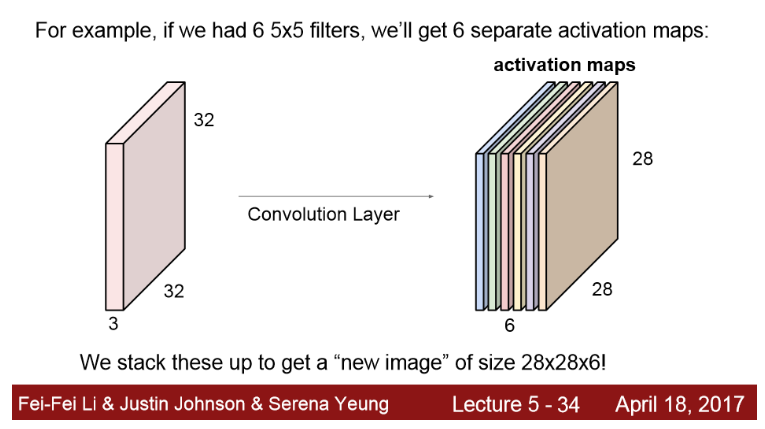 For example, if we had 6 5x5 filters, we'll get 6 separate activation maps:
activation maps
32
28
Convolution Layer
32
28
3
6
We stack these up to get a “new image” of size 28x28x6!
Fei-Fei Li & Justin Johnson & Serena Yeung Lecture 5 - 34 April 18, 2017